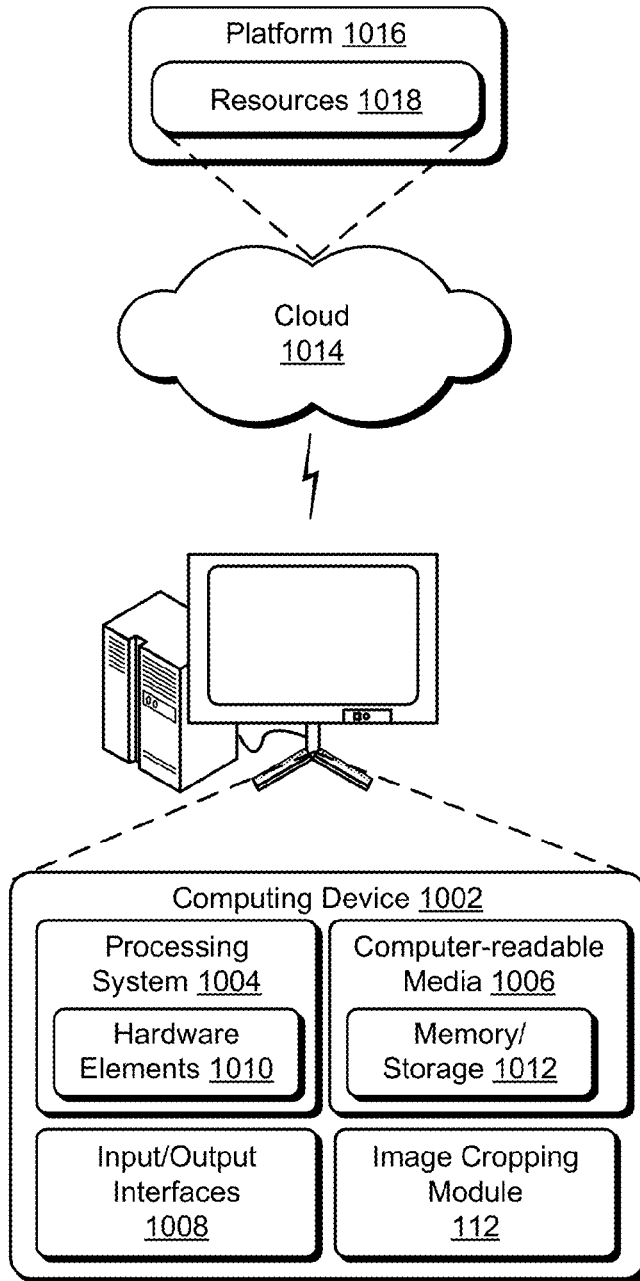 Platform 1016
Resources 1018
Cloud
1014
Computing Device 1002
Processing
System 1004
Hardware
Elements 1010
Computer-readable
Media 1006
Memory/
Storage 1012
Input/Output
Interfaces
1008
Image Cropping
Module
112